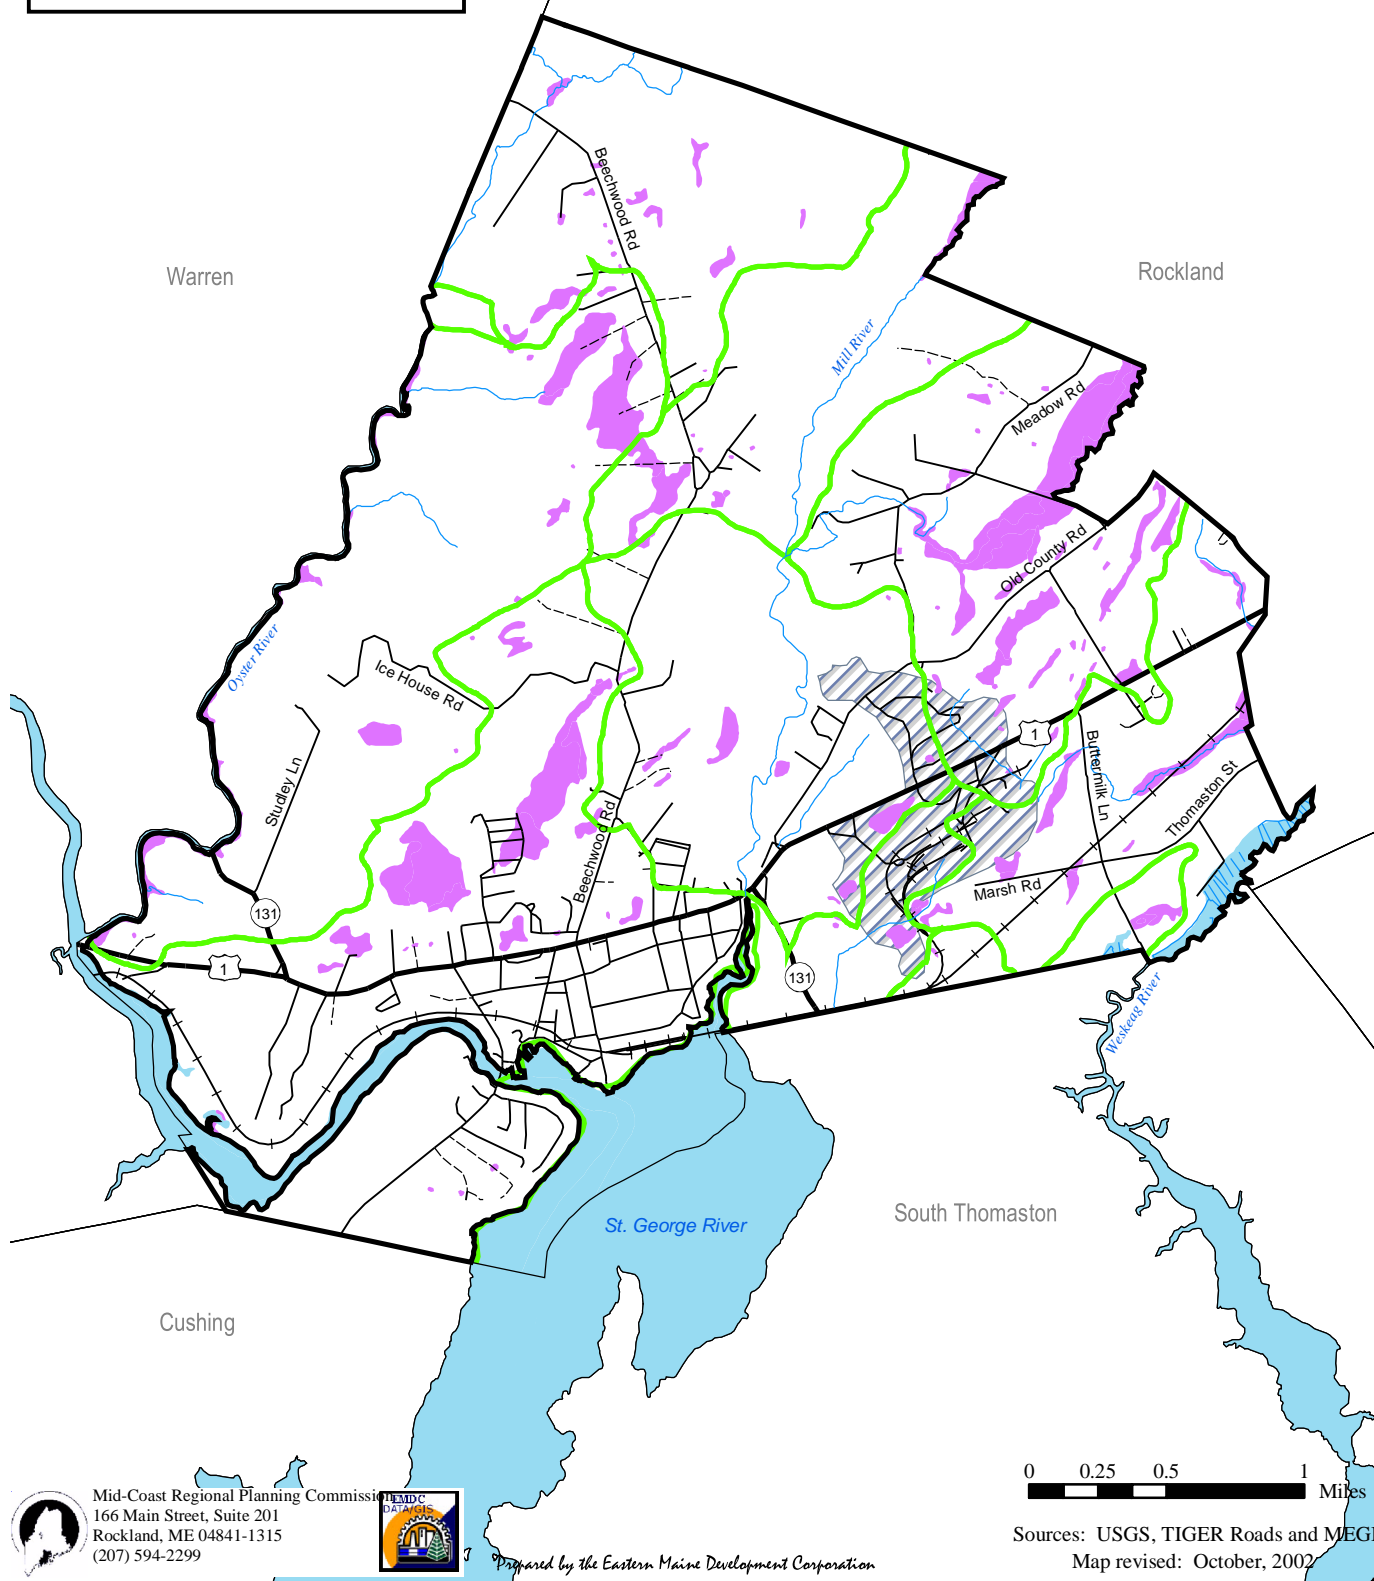 Beechwood Rd
Warren
Rockland
Mill River
Meadow Rd
Old County Rd
Oyster River
Ice House Rd
1
Studley Ln
Buttermilk Ln
Thomaston St
Beechwood Rd
Marsh Rd
131
1
131
Weskeag River
St. George River
South Thomaston
Cushing
0 0.25 0.5 1
Miles
Mid-Coast Regional Planning Commission
166 Main Street, Suite 201
Rockland, ME 04841-1315
(207) 594-2299
EMDC
DATA/GIS
Prepared by the Eastern Maine Development Corporation
Sources: USGS, TIGER Roads and MEGI
Map revised: October, 2002